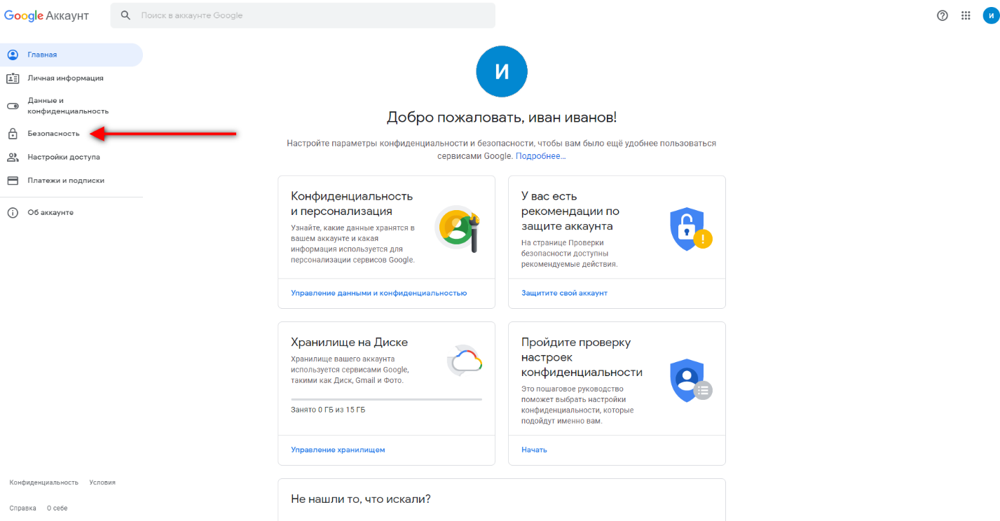 Google Аккаунт
Поиск в аккаунте Google
И
Главная
Личная информация
Данные и
конфиденциальность
Безопасность
Настройки доступа
Платежи и подписки
Об аккаунте
И
Добро пожаловать, иван иванов!
Настройте параметры конфиденциальности и безопасности, чтобы вам было ещё удобнее пользоваться
сервисами Google. Подробнее...
Конфиденциальность
и персонализация
Узнайте, какие данные хранятся в
вашем аккаунте и какая
информация используется для
персонализации сервисов Google.
Управление данными и конфиденциальностью
У вас есть
рекомендации по
защите аккаунта
На странице Проверки
безопасности доступны
рекомендуемые действия.
Защитите свой аккаунт
Хранилище на Диске
Хранилище вашего аккаунта
используется сервисами Google,
такими как Диск, Gmail и Фото.
Занято 0 ГБ из 15 ГБ
Управление хранилищем
Пройдите проверку
настроек
конфиденциальности
Это пошаговое руководство
поможет выбрать настройки
конфиденциальности, которые
подойдут именно вам.
Начать
Не нашли то, что искали?
Конфиденциальность Условия
Справка О себе